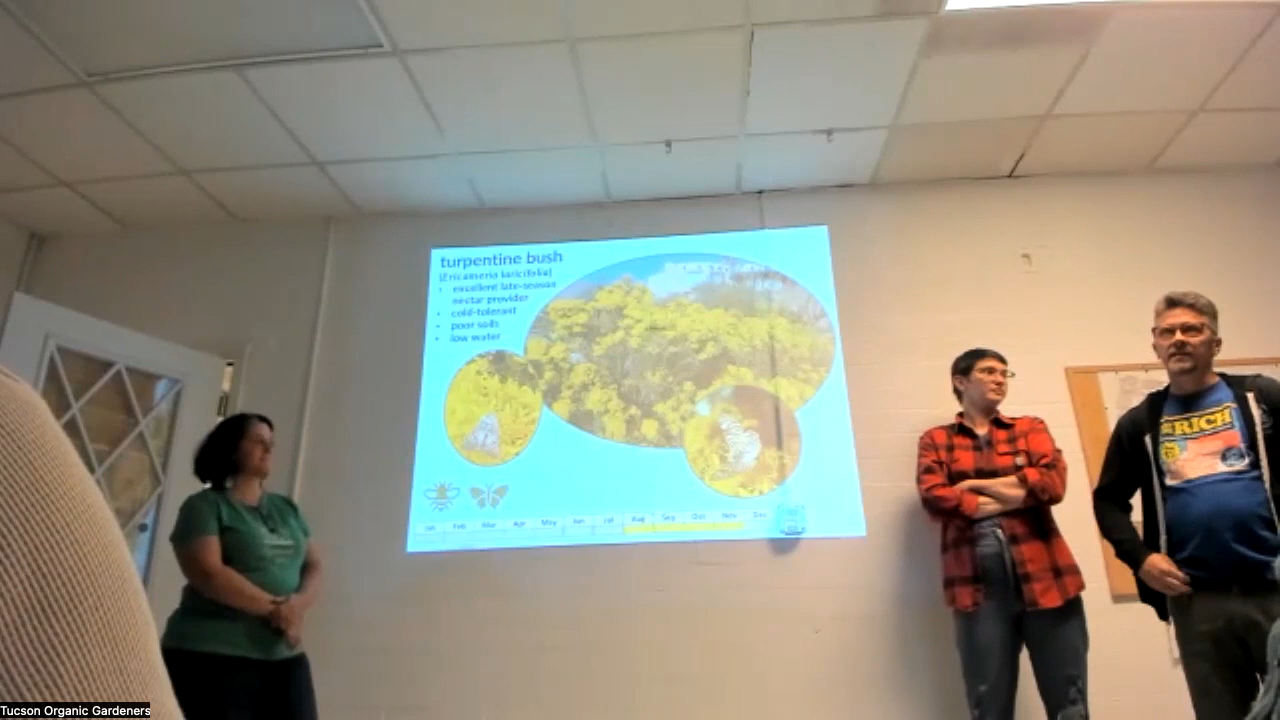 turpentine bush
(Ericameria laricifolia)
• excellent late-season
nectar provider
• cold-tolerant
• poor soils
• low water
Jan Feb Mar Apr May Jun Jul Aug Sep Oct Nov Dec
RICH
Tucson Organic Gardeners